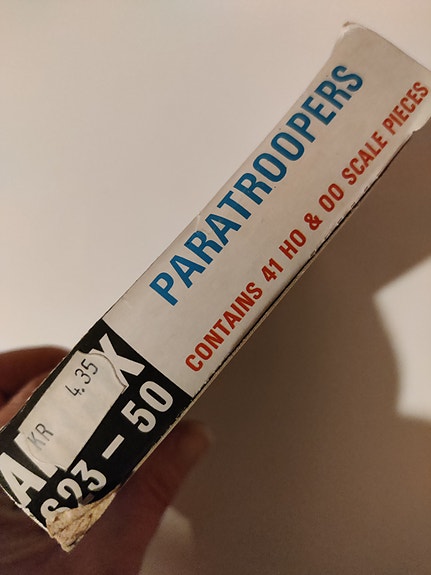 PARATROOPERS
CONTAINS 41 HO & OO SCALE PIECES
S23 – 50
KR 4.35